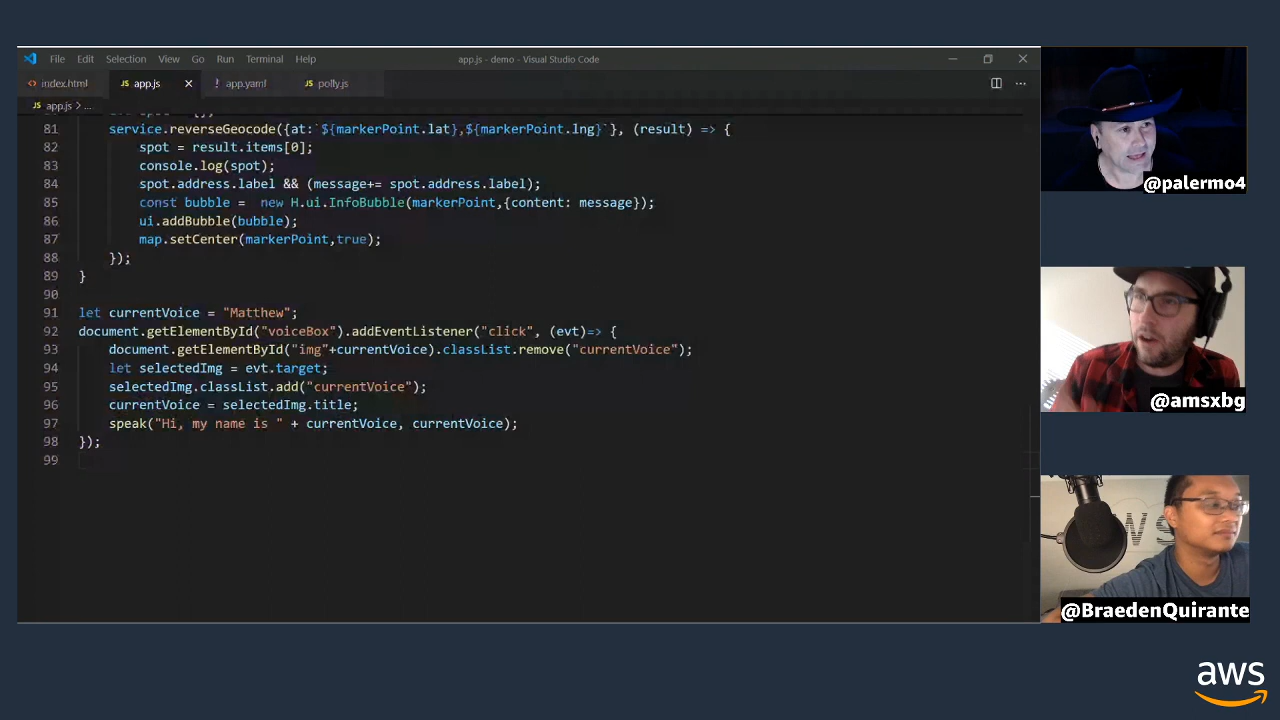 File Edit Selection View Go Run Terminal Help
app.js - demo - Visual Studio Code
index.html
app.js
app.yaml
polly.js
app.js > ...
81 service.reverseGeocode({at:`${markerPoint.lat},${markerPoint.lng}`}, (result) => {
82 spot = result.items[0];
83 console.log(spot);
84 spot.address.label && (message+= spot.address.label);
85 const bubble =  new H.ui.InfoBubble(markerPoint,{content: message});
86 ui.addBubble(bubble);
87 map.setCenter(markerPoint,true);
88 });
89 }
90
91 let currentVoice = "Matthew";
92 document.getElementById("voiceBox").addEventListener("click", (evt)=> {
93 document.getElementById("img"+currentVoice).classList.remove("currentVoice");
94 let selectedImg = evt.target;
95 selectedImg.classList.add("currentVoice");
96 currentVoice = selectedImg.title;
97 speak("Hi, my name is " + currentVoice, currentVoice);
98 });
99
@palermo4
@amsxbg
@BraedenQuirante
aws